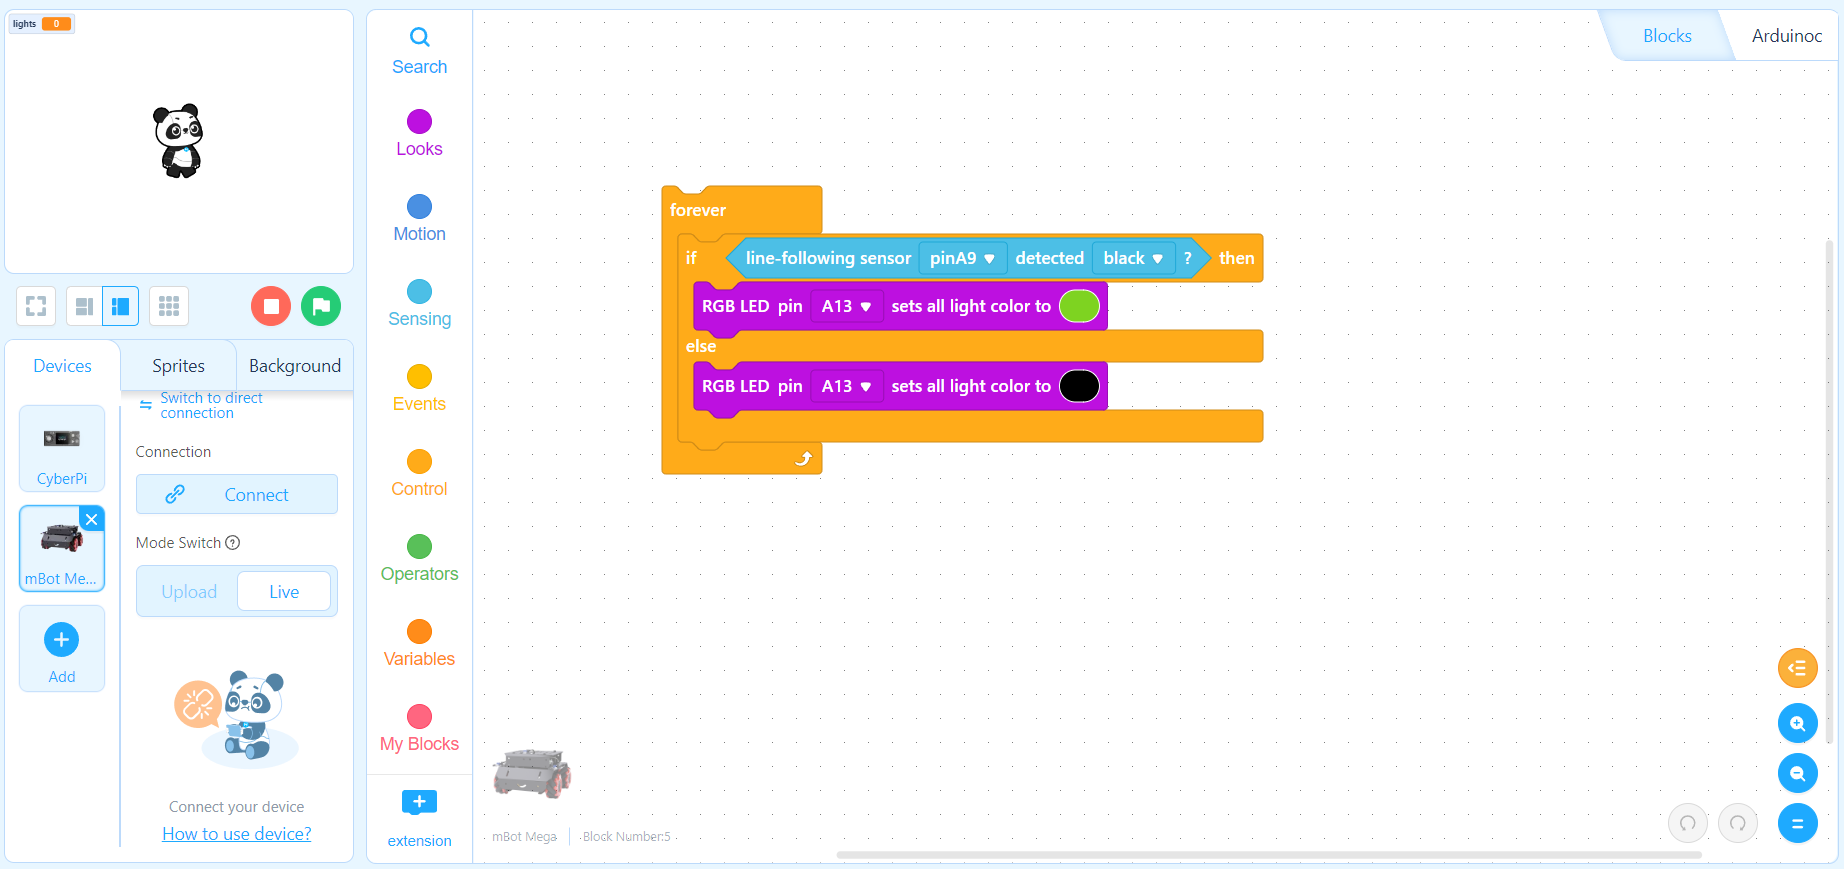 lights 0
Search
Looks
Motion
Sensing
Events
Control
Operators
Variables
My Blocks
extension
Blocks
Arduinoc
Devices
Sprites
Background
Switch to direct
connection
CyberPi
mBot Me...
Add
Connection
Connect
Mode Switch ?
Upload
Live
Connect your device
How to use device?
forever
if line-following sensor pinA9 detected black ? then
RGB LED pin A13 sets all light color to
else
RGB LED pin A13 sets all light color to
mBot Mega
Block Number:5